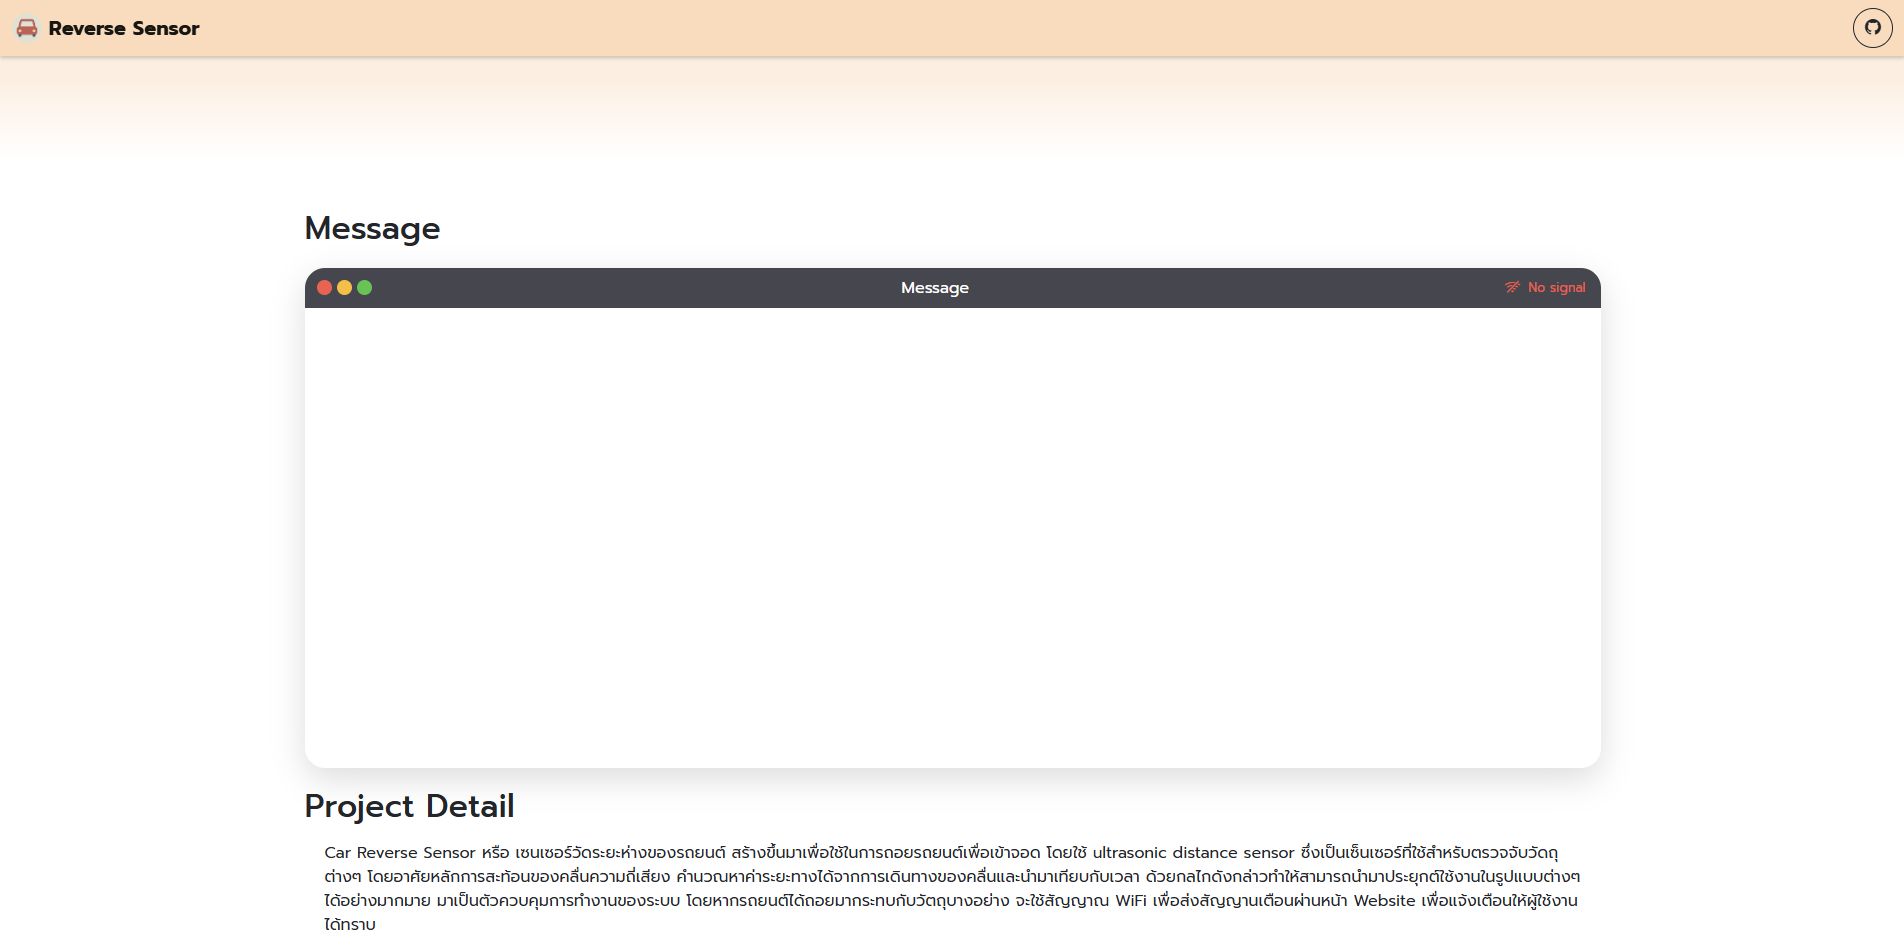 Reverse Sensor
Message
Message
No signal
Project Detail
Car Reverse Sensor หรือ เซนเซอร์วัดระยะห่างของรถยนต์ สร้างขึ้นมาเพื่อใช้ในการถอยรถยนต์เพื่อเข้าจอด โดยใช้ ultrasonic distance sensor ซึ่งเป็นเซ็นเซอร์ที่ใช้สำหรับตรวจจับวัดถุ
ต่างๆ โดยอาศัยหลักการสะท้อนของคลื่นความถี่เสียง คำนวณหาค่าระยะทางได้จากการเดินทางของคลื่นและนำมาเทียบกับเวลา ด้วยกลไกดังกล่าวทำให้สามารถนำมาประยุกต์ใช้งานในรูปแบบต่างๆ
ได้อย่างมากมาย มาเป็นตัวควบคุมการทำงานของระบบ โดยหากรถยนต์ได้ถอยมากระทบกับวัตถุบางอย่าง จะใช้สัญญาณ WiFi เพื่อส่งสัญญานเตือนผ่านหน้า Website เพื่อแจ้งเตือนให้ผู้ใช้งาน
ได้ทราบ